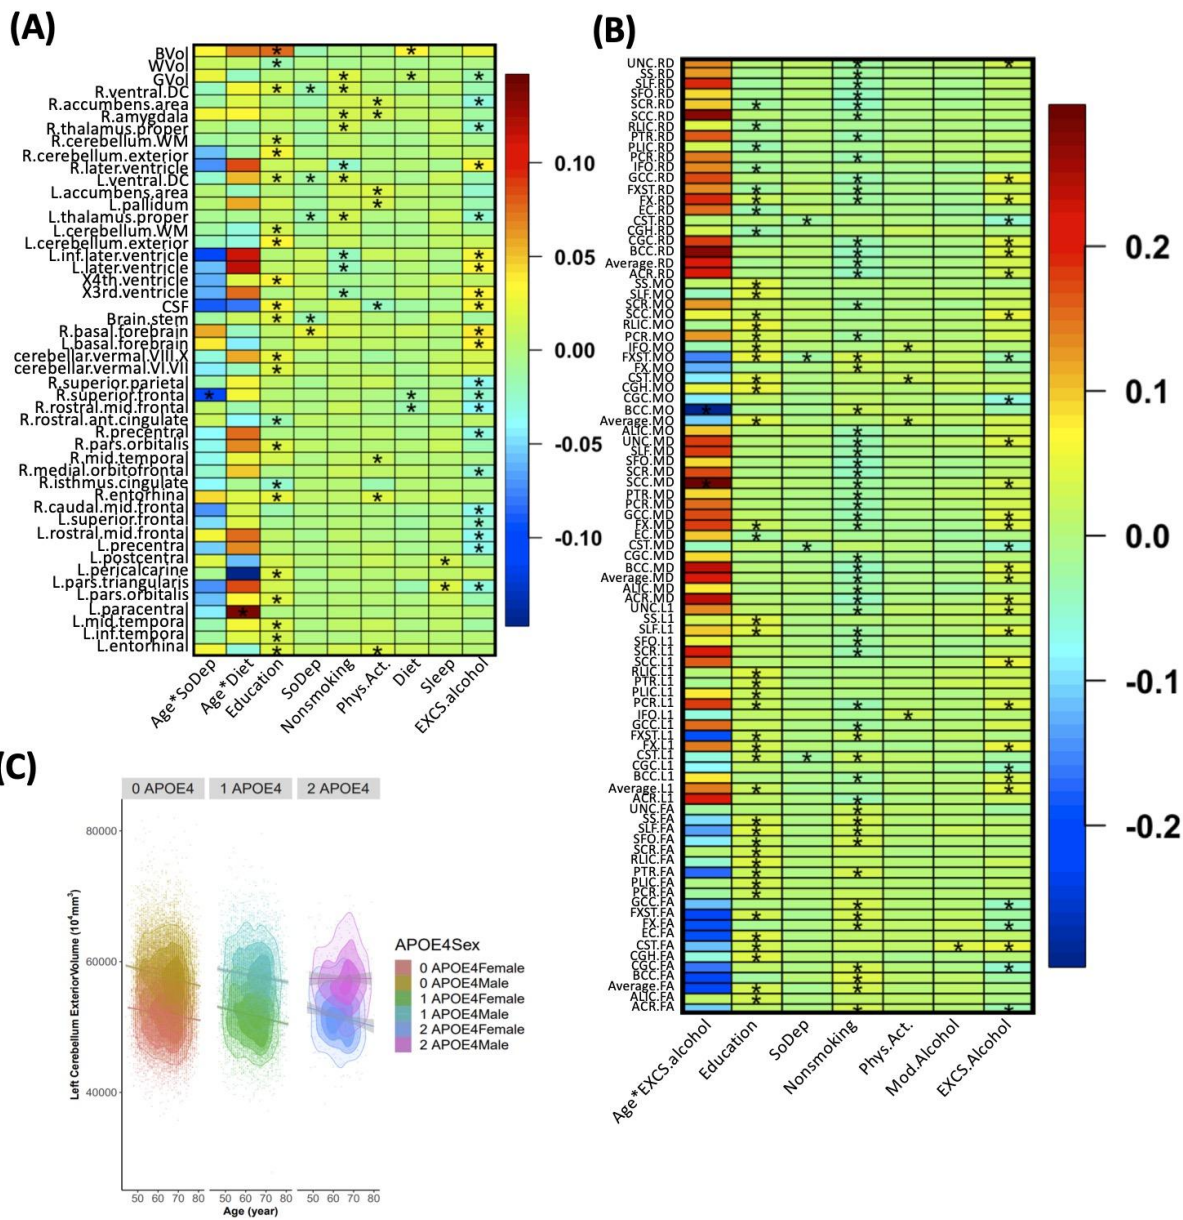 (A)
BVol
WVol
GVol
R.ventral.DC
R.accumbens.area
R.amygdala
R.thalamus.proper
R.cerebellum.WM
R.cerebellum.exterior
R.later.ventricle
L.ventral.DC
L.accumbens.area
L.pallidum
L.thalamus.proper
L.cerebellum.WM
L.cerebellum.exterior
L.inf.later.ventricle
L.later.ventricle
X4th.ventricle
X3rd.ventricle
CSF
Brain.stem
R.basal.forebrain
L.basal.forebrain
cerebellar.vermal.VIII.X
cerebellar.vermal.VI.VII
R.superior.parietal
R.superior.fronta
R.rostral.mid.frontal
R.rostral.ant.cingulate
R.precentral
R.pars.orbitalis
R.mid.temporal
R.medial.orbitofrontal
R.isthmus.cingulate
R.entorhina
R.caudal.mid.frontal
L.superior.frontal
L.rostral.mid.frontal
L.precentral
L.postcentral
L.pericalcarine
L.pars.triangularis
L.pars.orbitalis
L.paracentral
L.mid.tempora
L.inf.tempora
L.entorhinal
Age*SoDep
Age*Diet
Education
SoDep
Nonsmoking
Phys.Act.
Diet
Sleep
EXCS.alcohol
0.10
0.05
0.00
-0.05
-0.10
(B)
UNC.RD
SS.RD
SLF.RD
SFO.RD
SCR.RD
SCC.RD
RLIC.RD
PTR.RD
PLIC.RD
PCR.RD
IFO.RD
GCC.RD
FXST.RD
FX.RD
EC.RD
CST.RD
CGH.RD
CGC.RD
BCC.RD
Average.RD
ACR.RD
SS.MO
SLF.MO
SCR.MO
SCC.MO
RLIC.MO
PCR.MO
IFO.MO
FXST.MO
FX.MO
CST.MO
CGH.MO
CGC.MO
BCC.MO
Average.MO
ALIC.MO
UNC.MD
SLF.MD
SFO.MD
SCR.MD
SCC.MD
PTR.MD
PCR.MD
GCC.MD
FX.MD
EC.MD
CST.MD
CGC.MD
BCC.MD
Average.MD
ALIC.MD
ACR.MD
UNC.L1
SS.L1
SLF.L1
SFO.L1
SCR.L1
SCC.L1
RLIC.L1
PTR.L1
PLIC.L1
PCR.L1
IFO.L1
GCC.L1
FXST.L1
FX.L1
CST.L1
CGC.L1
BCC.L1
Average.L1
ACR.L1
UNC.FA
SS.FA
SLF.FA
SFO.FA
SCR.FA
RLIC.FA
PTR.FA
PLIC.FA
PCR.FA
GCC.FA
FXST.FA
FX.FA
EC.FA
CST.FA
CGH.FA
CGC.FA
BCC.FA
Average.FA
ALIC.FA
ACR.FA
Age*EXCS.alcohol
Education
SoDep
Nonsmoking
Phys.Act.
Mod.Alcohol
EXCS.Alcohol
0.2
0.1
0.0
-0.1
-0.2
(C)
0 APOE4
1 APOE4
2 APOE4
80000
60000
40000
Left Cerebellum ExteriorVolume (10⁴mm³)
50 60 70 80
50 60 70 80
50 60 70 80
Age (year)
APOE4Sex
0 APOE4Female
0 APOE4Male
1 APOE4Female
1 APOE4Male
2 APOE4Female
2 APOE4Male